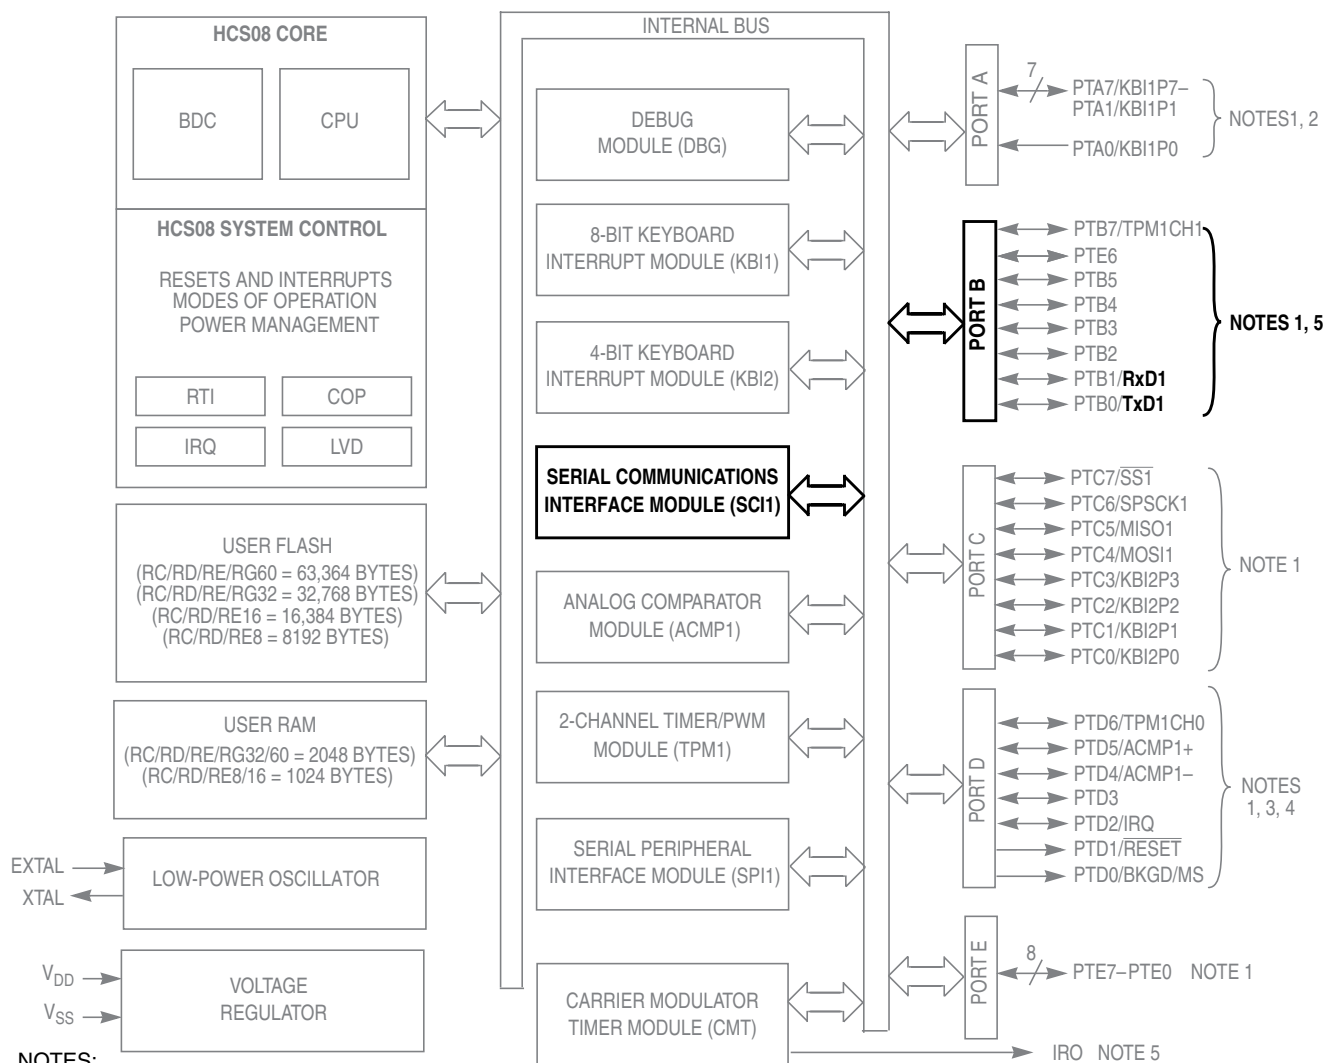 HCS08 CORE
BDC
CPU
HCS08 SYSTEM CONTROL
RESETS AND INTERRUPTS
MODES OF OPERATION
POWER MANAGEMENT
RTI
COP
IRQ
LVD
USER FLASH
(RC/RD/RE/RG60 = 63,364 BYTES)
(RC/RD/RE/RG32 = 32,768 BYTES)
(RC/RD/RE16 = 16,384 BYTES)
(RC/RD/RE8 = 8192 BYTES)
USER RAM
(RC/RD/RE/RG32/60 = 2048 BYTES)
(RC/RD/RE8/16 = 1024 BYTES)
EXTAL
XTAL
LOW-POWER OSCILLATOR
VDD
VSS
VOLTAGE
REGULATOR
NOTES:
INTERNAL BUS
DEBUG
MODULE (DBG)
8-BIT KEYBOARD
INTERRUPT MODULE (KBI1)
4-BIT KEYBOARD
INTERRUPT MODULE (KBI2)
SERIAL COMMUNICATIONS
INTERFACE MODULE (SCI1)
ANALOG COMPARATOR
MODULE (ACMP1)
2-CHANNEL TIMER/PWM
MODULE (TPM1)
SERIAL PERIPHERAL
INTERFACE MODULE (SPI1)
CARRIER MODULATOR
TIMER MODULE (CMT)
PORT A
7
PTA7/KBI1P7–
PTA1/KBI1P1
PTA0/KBI1P0
NOTES1, 2
PORT B
PTB7/TPM1CH1
PTE6
PTB5
PTB4
PTB3
PTB2
PTB1/RxD1
PTB0/TxD1
NOTES 1, 5
PORT C
PTC7/SS1
PTC6/SPSCK1
PTC5/MISO1
PTC4/MOSI1
PTC3/KBI2P3
PTC2/KBI2P2
PTC1/KBI2P1
PTC0/KBI2P0
NOTE 1
PORT D
PTD6/TPM1CH0
PTD5/ACMP1+
PTD4/ACMP1–
PTD3
PTD2/IRQ
PTD1/RESET
PTD0/BKGD/MS
NOTES
1, 3, 4
PORT E
8
PTE7–PTE0 NOTE 1
IRO NOTE 5